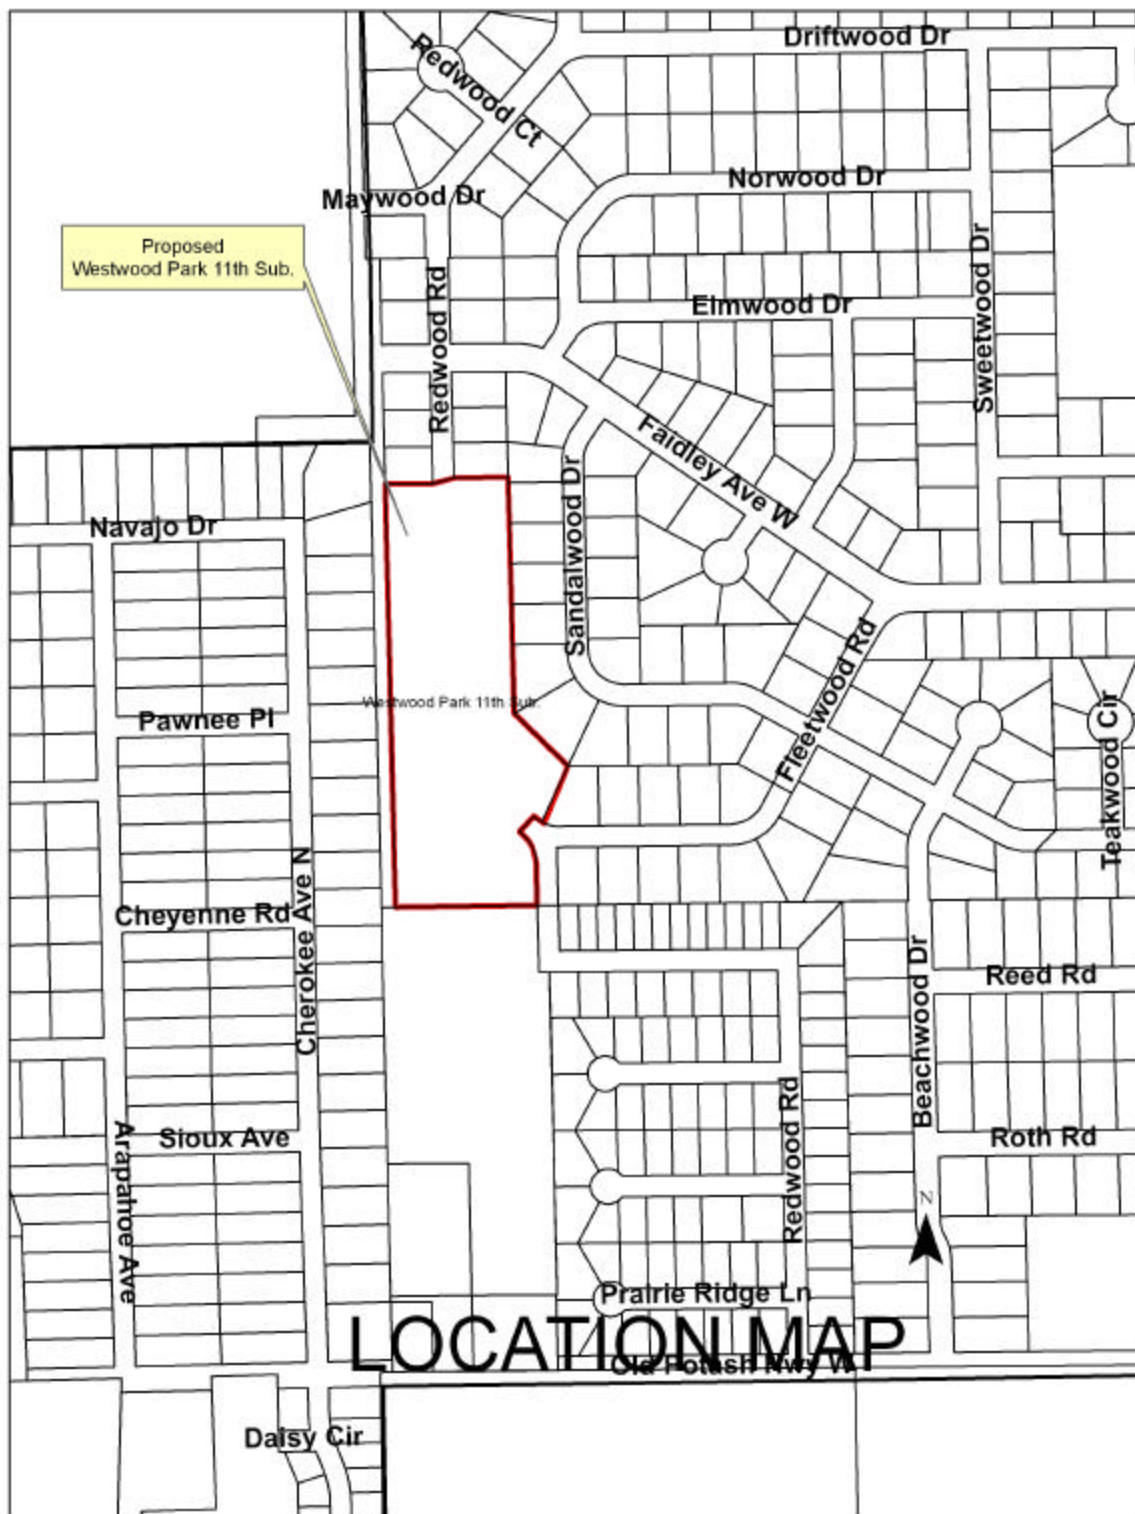 Driftwood Dr
Redwood Ct
Norwood Dr
Maywood Dr
Proposed
Westwood Park 11th Sub.
Redwood Rd
Elmwood Dr
Sweetwood Dr
Faidley Ave W
Sandalwood Dr
Navajo Dr
Fleetwood Rd
Westwood Park 11th Sub.
Pawnee Pl
Teakwood Cir
Cheyenne Rd
Cherokee Ave N
Beachwood Dr
Reed Rd
Redwood Rd
Sioux Ave
Roth Rd
Arapahoe Ave
N
Prairie Ridge Ln
LOCATION MAP
Old Potash Hwy W
Daisy Cir